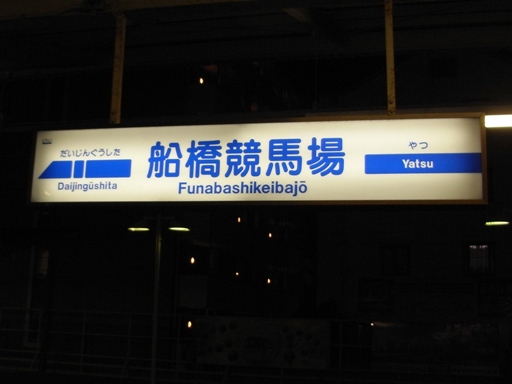 だいじんぐうした
Daijingūshita
船橋競馬場
Funabashikeibajō
やつ
Yatsu